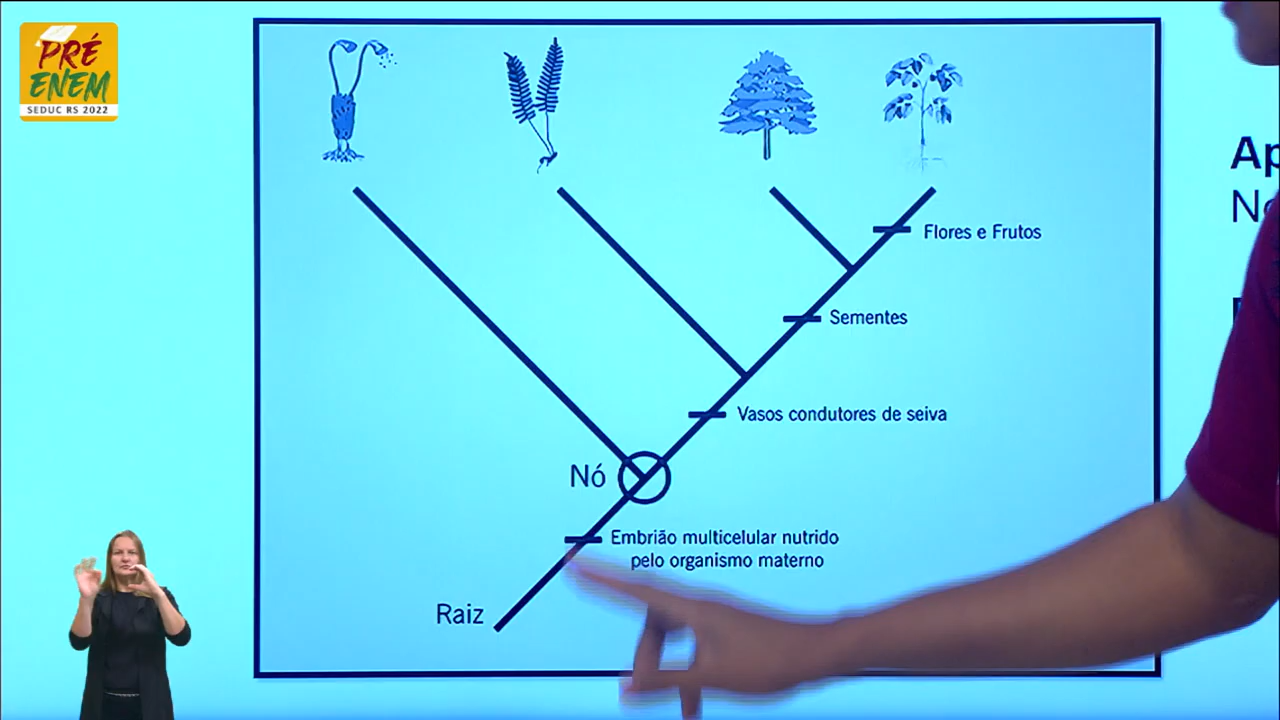 PRÉ
ENEM
SEDUC RS 2022
Flores e Frutos
Sementes
Vasos condutores de seiva
Nó
Embrião multicelular nutrido
pelo organismo materno
Raiz
Ap